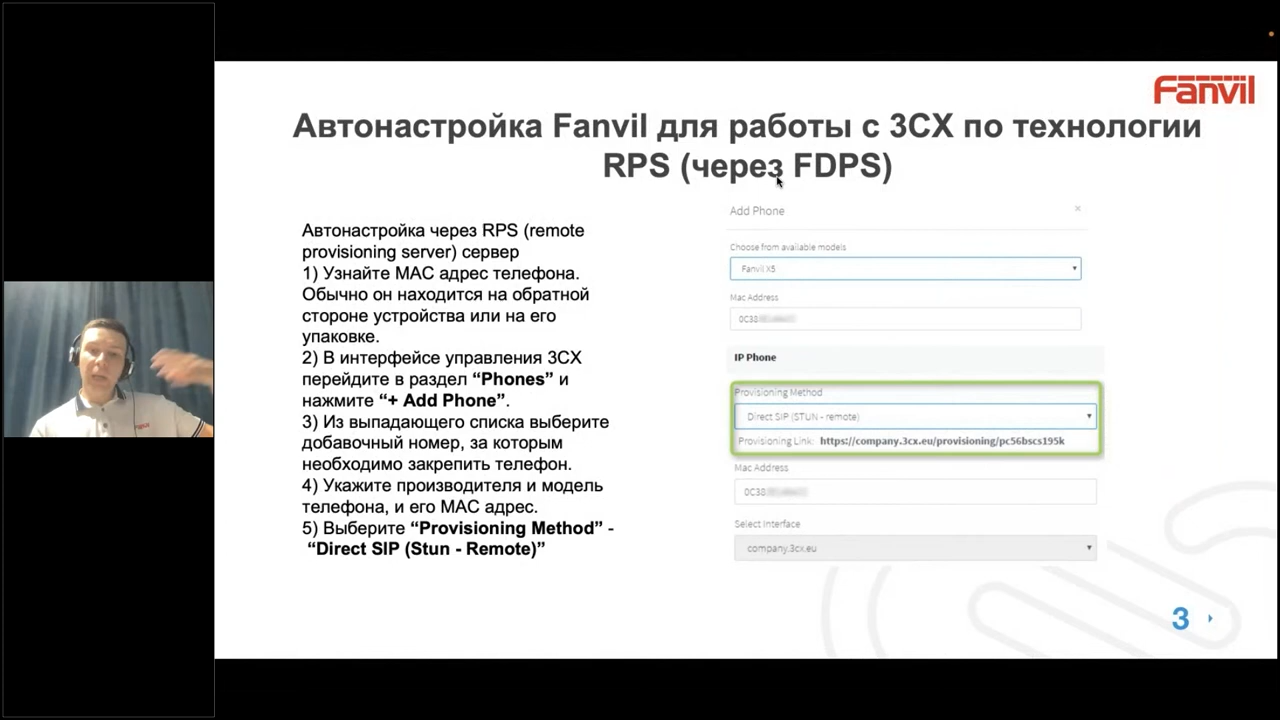 Fanvil
Автонастройка Fanvil для работы с 3CX по технологии
RPS (через FDPS)
Автонастройка через RPS (remote
provisioning server) сервер
1) Узнайте MAC адрес телефона.
Обычно он находится на обратной
стороне устройства или на его
упаковке.
2) В интерфейсе управления 3CX
перейдите в раздел “Phones” и
нажмите “+ Add Phone”.
3) Из выпадающего списка выберите
добавочный номер, за которым
необходимо закрепить телефон.
4) Укажите производителя и модель
телефона, и его MAC адрес.
5) Выберите “Provisioning Method” -
“Direct SIP (Stun - Remote)”
Add Phone
Choose from available models
Fanvil X5
Mac Address
0C38
IP Phone
Provisioning Method
Direct SIP (STUN - remote)
Provisioning Link: https://company.3cx.eu/provisioning/pc56bscs195k
Mac Address
0C38
Select Interface
company.3cx.eu
3